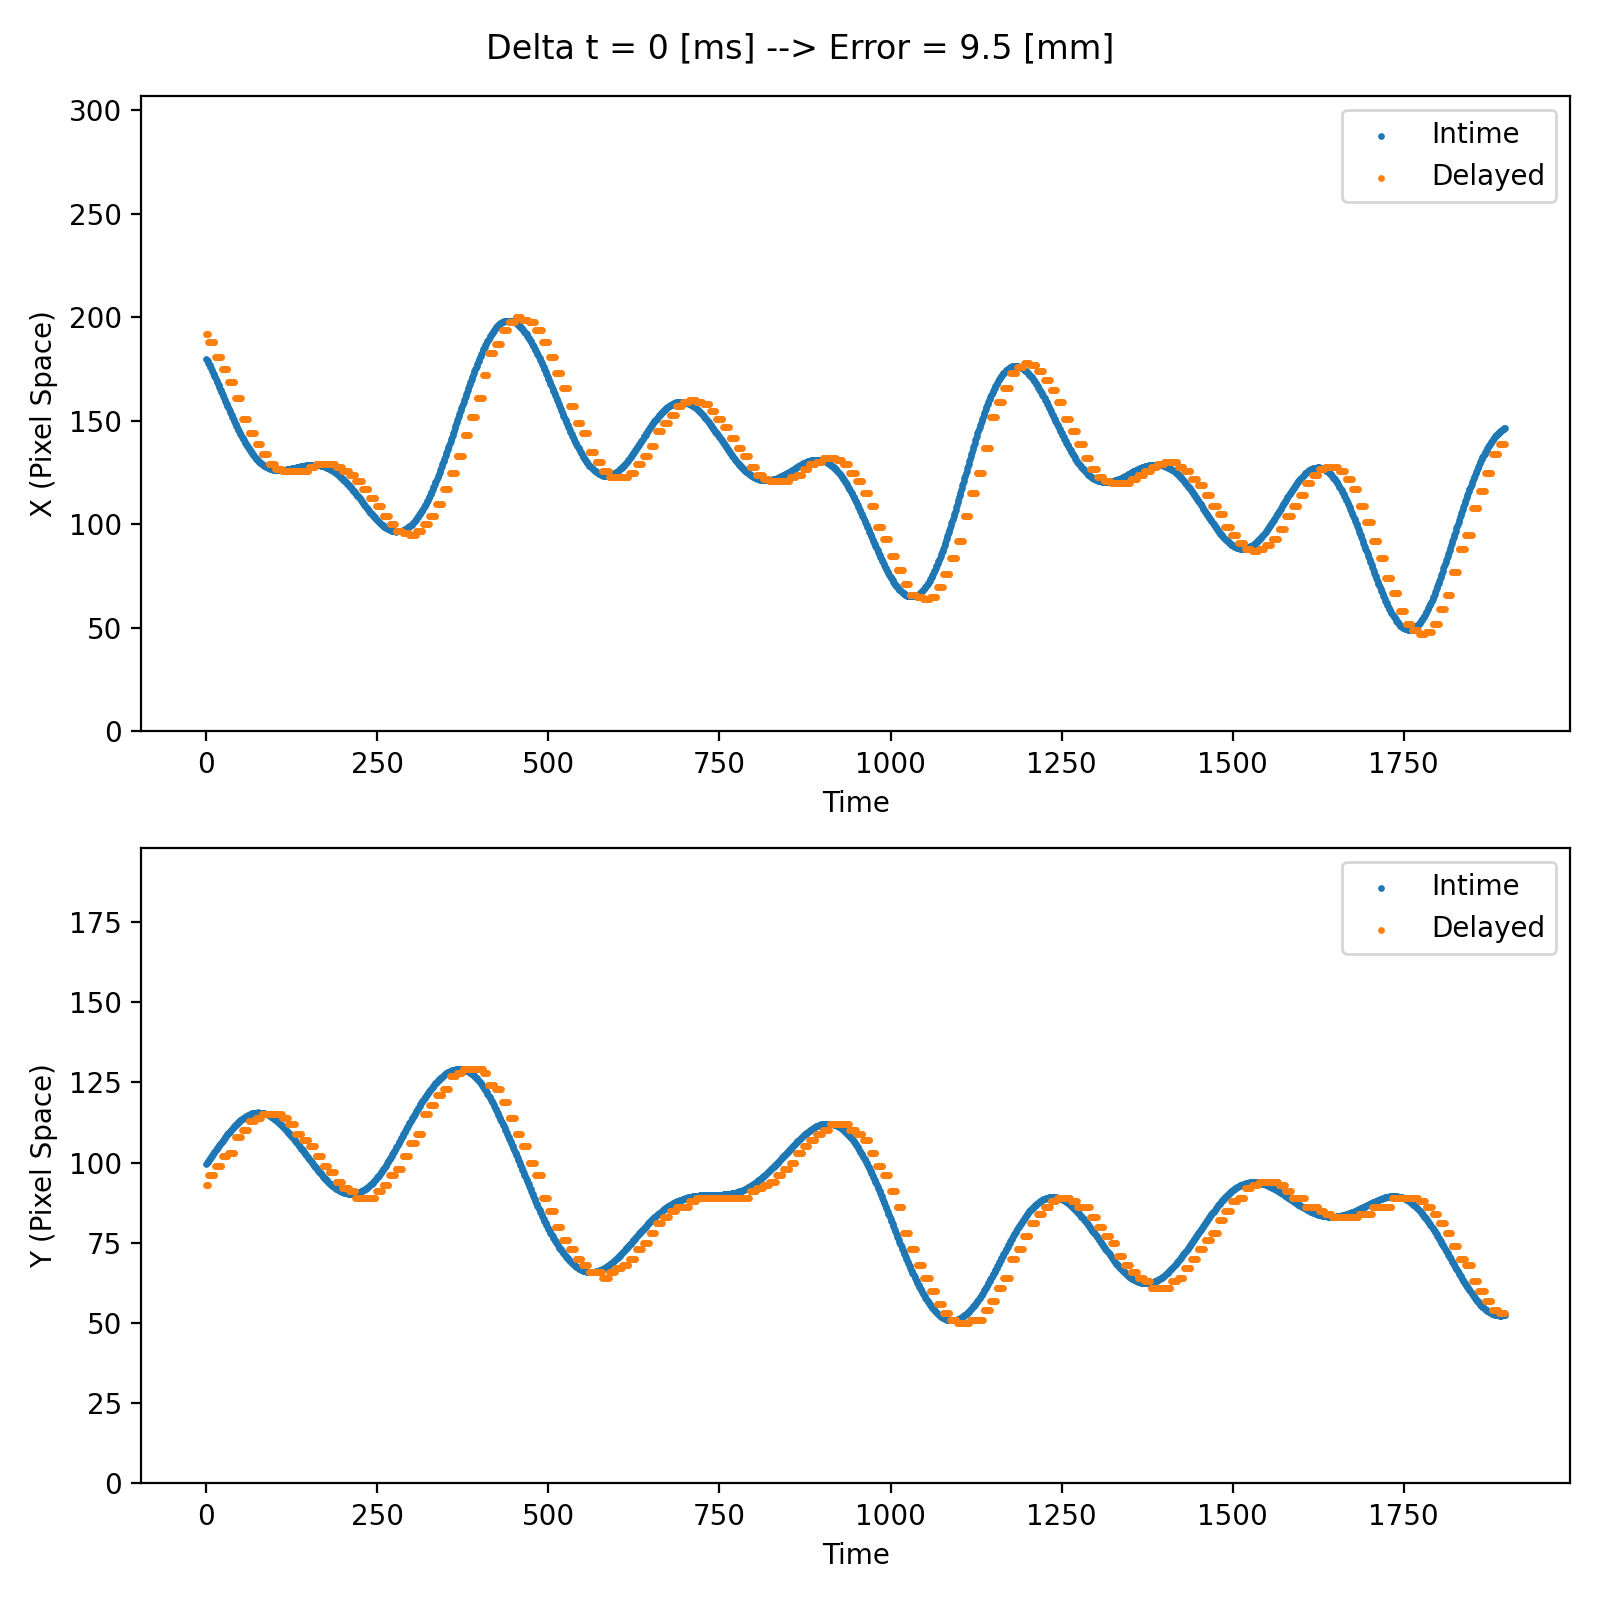 Delta t = 0 [ms] --> Error = 9.5 [mm]
300
250
200
150
100
50
0
X (Pixel Space)
Intime
Delayed
0 250 500 750 1000 1250 1500 1750
Time
175
150
125
100
75
50
25
0
Y (Pixel Space)
Intime
Delayed
0 250 500 750 1000 1250 1500 1750
Time